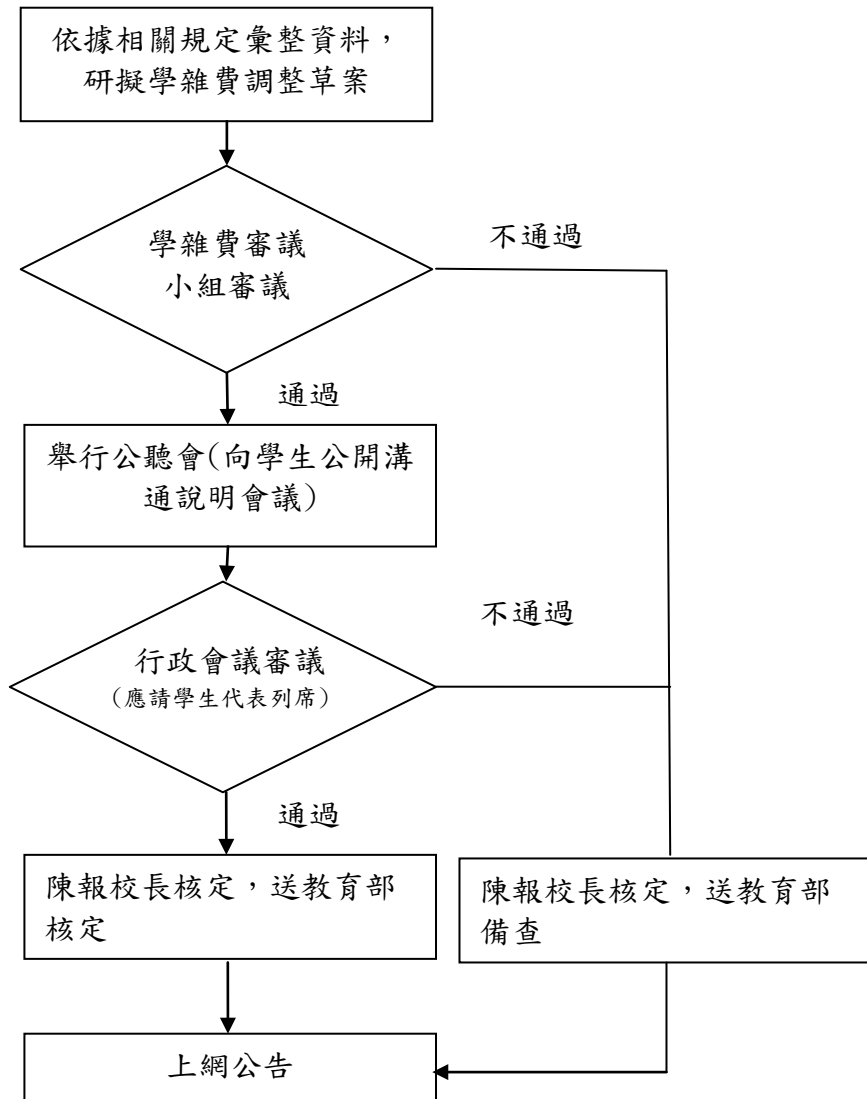 依據相關規定彙整資料，
研擬學雜費調整草案
學雜費審議
小組審議
不通過
通過
舉行公聽會(向學生公開溝
通說明會議)
行政會議審議
(應請學生代表列席)
不通過
通過
陳報校長核定，送教育部
核定
陳報校長核定，送教育部
備查
上網公告